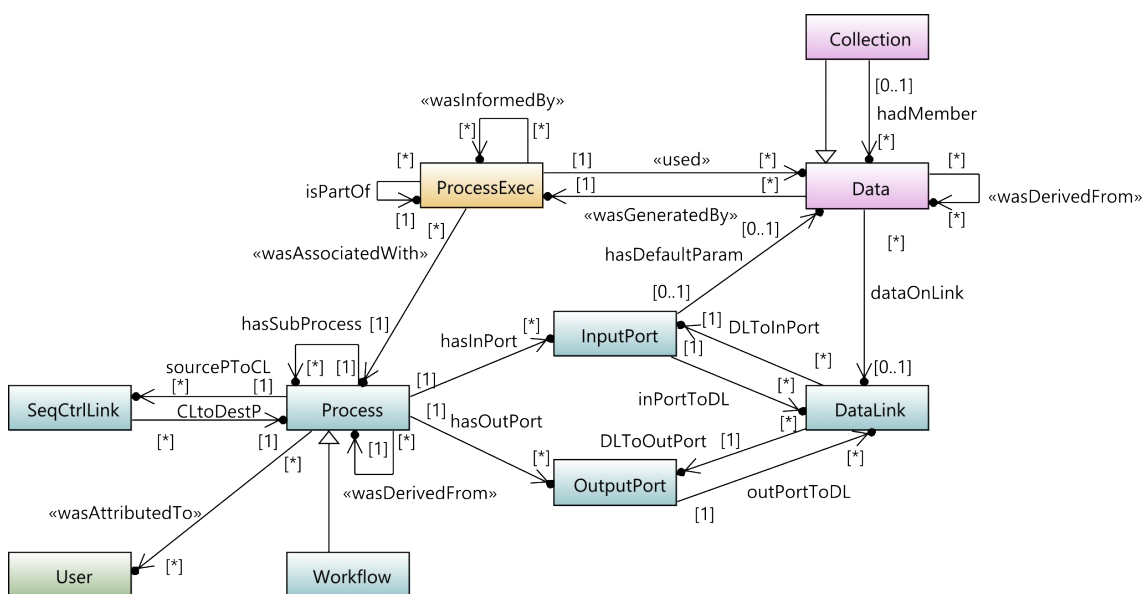 Collection
[0..1]
hadMember
[*]
«wasInformedBy»
[*]
[*]
[*]
ProcessExec
isPartOf
[1]
[1]
«used»
[*]
[1]
[*]
«wasGeneratedBy»
Data
[*]
«wasDerivedFrom»
[*]
[*]
«wasAssociatedWith»
[1]
[0..1]
hasDefaultParam
[0..1]
[*]
dataOnLink
[0..1]
hasSubProcess
[*]
[1]
hasInPort
[*]
[1]
InputPort
[1]
DLToInPort
[*]
[1]
inPortToDL
[*]
sourcePToCL
[*]
[1]
SeqCtrlLink
CLtoDestP
[*]
[1]
Process
[1]
hasOutPort
[*]
DataLink
[*]
DLToOutPort
[1]
OutputPort
[1]
outPortToDL
[*]
[*]
[1]
[*]
«wasDerivedFrom»
«wasAttributedTo»
[*]
User
Workflow